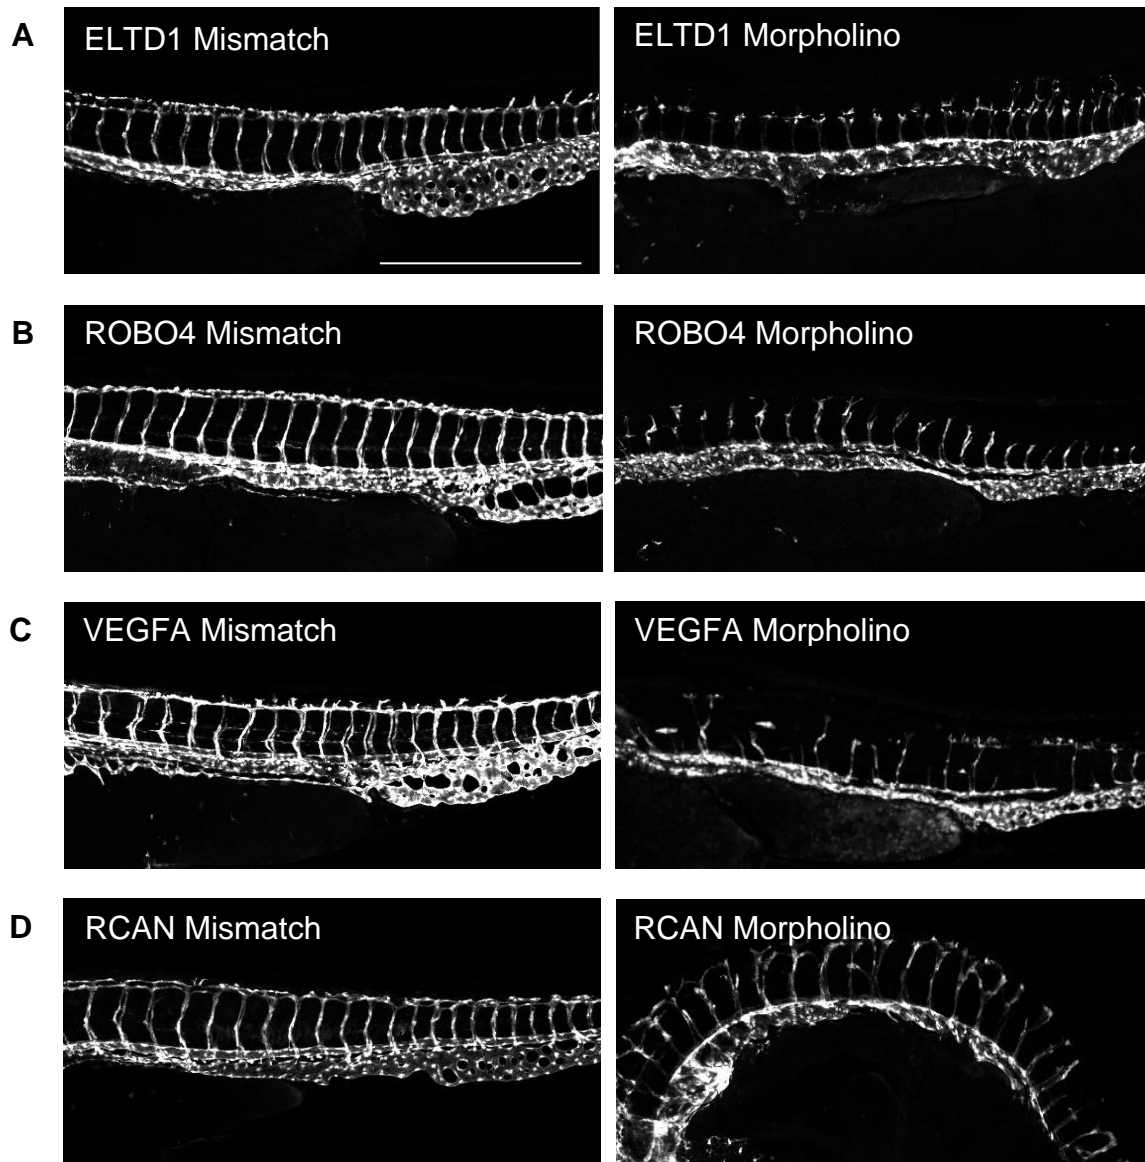 A
ELTD1 Mismatch
ELTD1 Morpholino
B
ROBO4 Mismatch
ROBO4 Morpholino
C
VEGFA Mismatch
VEGFA Morpholino
D
RCAN Mismatch
RCAN Morpholino